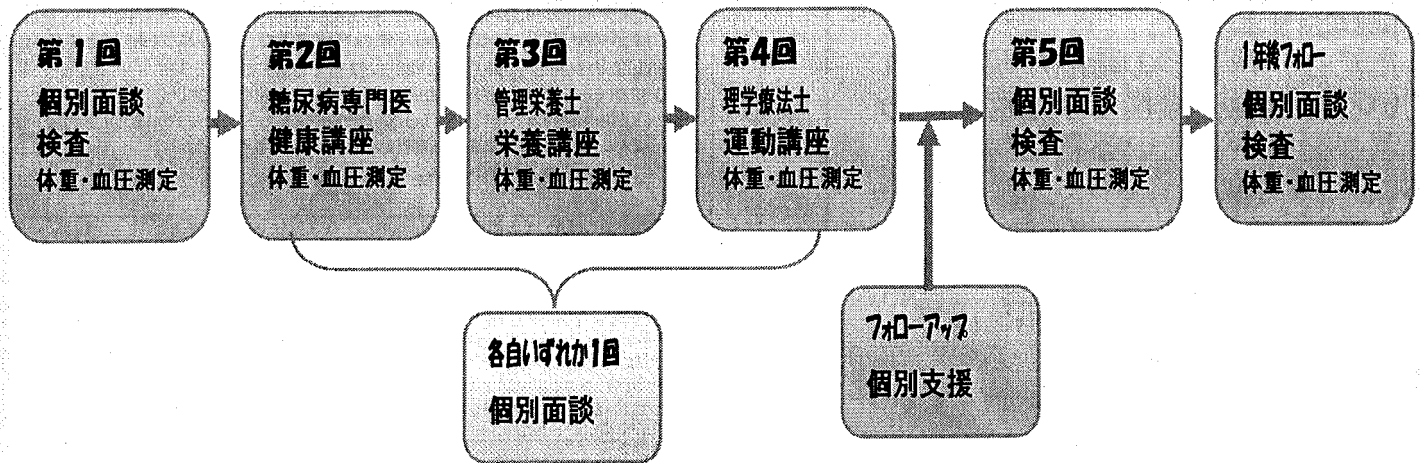 第1回
個別面談
検査
体重・血圧測定
第2回
糖尿病専門医
健康講座
体重・血圧測定
第3回
管理栄養士
栄養講座
体重・血圧測定
第4回
理学療法士
運動講座
体重・血圧測定
第5回
個別面談
検査
体重・血圧測定
1年後フォロー
個別面談
検査
体重・血圧測定
各自いずれか1回
個別面談
フォローアップ
個別支援